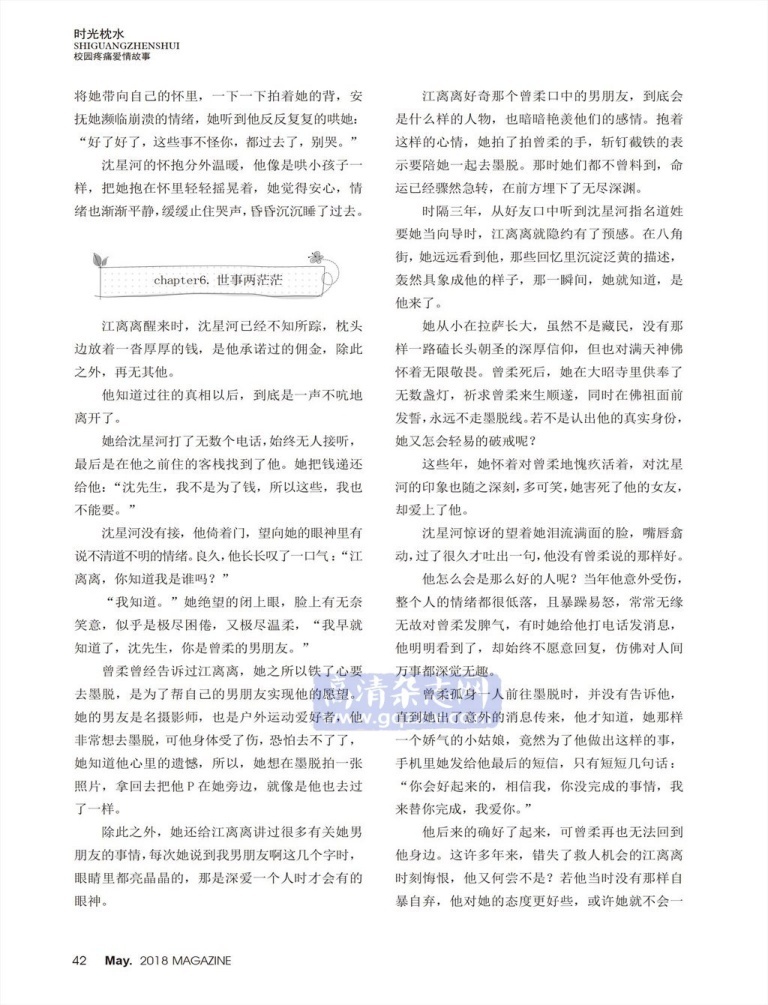 时光枕水
SHIGUANGZHENSHUI
校园疼痛爱情故事
将她带向自己的怀里，一下一下拍着她的背，安
抚她濒临崩溃的情绪，她听到他反反复复的哄她：
“好了好了，这些事不怪你，都过去了，别哭。”
沈星河的怀抱分外温暖，他像是哄小孩子一
样，把她抱在怀里轻轻摇晃着，她觉得安心，情
绪也渐渐平静，缓缓止住哭声，昏昏沉沉睡了过去。
chapter6. 世事两茫茫
江离离醒来时，沈星河已经不知所踪，枕头
边放着一沓厚厚的钱，是他承诺过的佣金，除此
之外，再无其他。
他知道过往的真相以后，到底是一声不吭地
离开了。
她给沈星河打了无数个电话，始终无人接听，
最后是在他之前住的客栈找到了他。她把钱递还
给他：“沈先生，我不是为了钱，所以这些，我也
不能要。”
沈星河没有接，他倚着门，望向她的眼神里有
说不清道不明的情绪。良久，他长长叹了一口气：“江
离离，你知道我是谁吗？”
“我知道。”她绝望的闭上眼，脸上有无奈
笑意，似乎是极尽困倦，又极尽温柔，“我早就
知道了，沈先生，你是曾柔的男朋友。”
曾柔曾经告诉过江离离，她之所以铁了心要
去墨脱，是为了帮自己的男朋友实现他的愿望。
她的男友是名摄影师，也是户外运动爱好者，他
非常想去墨脱，可他身体受了伤，恐怕去不了了，
她知道他心里的遗憾，所以，她想在墨脱拍一张
照片，拿回去把他 P 在她旁边，就像是他也去过
了一样。
除此之外，她还给江离离讲过很多有关她男
朋友的事情，每次她说到我男朋友啊这几个字时，
眼睛里都亮晶晶的，那是深爱一个人时才会有的
眼神。
江离离好奇那个曾柔口中的男朋友，到底会
是什么样的人物，也暗暗艳羡他们的感情。抱着
这样的心情，她拍了拍曾柔的手，斩钉截铁的表
示要陪她一起去墨脱。那时她们都不曾料到，命
运已经骤然急转，在前方埋下了无尽深渊。
时隔三年，从好友口中听到沈星河指名道姓
要她当向导时，江离离就隐约有了预感。在八角
街，她远远看到他，那些回忆里沉淀泛黄的描述，
轰然具象成他的样子，那一瞬间，她就知道，是
他来了。
她从小在拉萨长大，虽然不是藏民，没有那
样一路磕长头朝圣的深厚信仰，但也对满天神佛
怀着无限敬畏。曾柔死后，她在大昭寺里供奉了
无数盏灯，祈求曾柔来生顺遂，同时在佛祖面前
发誓，永远不走墨脱线。若不是认出他的真实身份，
她又怎会轻易的破戒呢？
这些年，她怀着对曾柔地愧疚活着，对沈星
河的印象也随之深刻，多可笑，她害死了他的女友，
却爱上了他。
沈星河惊讶的望着她泪流满面的脸，嘴唇翕
动，过了很久才吐出一句，他没有曾柔说的那样好。
他怎么会是那么好的人呢？当年他意外受伤，
整个人的情绪都很低落，且暴躁易怒，常常无缘
无故对曾柔发脾气，有时她给他打电话发消息，
他明明看到了，却始终不愿意回复，仿佛对人间
万事都深觉无趣。
曾柔孤身一人前往墨脱时，并没有告诉他，
直到她出了意外的消息传来，他才知道，她那样
一个娇气的小姑娘，竟然为了他做出这样的事，
手机里她发给他最后的短信，只有短短几句话：
“你会好起来的，相信我，你没完成的事情，我
来替你完成，我爱你。”
他后来的确好了起来，可曾柔再也无法回到
他身边。这许多年来，错失了救人机会的江离离
时刻悔恨，他又何尝不是？若他当时没有那样自
暴自弃，他对她的态度更好些，或许她就不会一
高清杂志网
42 May. 2018 MAGAZINE